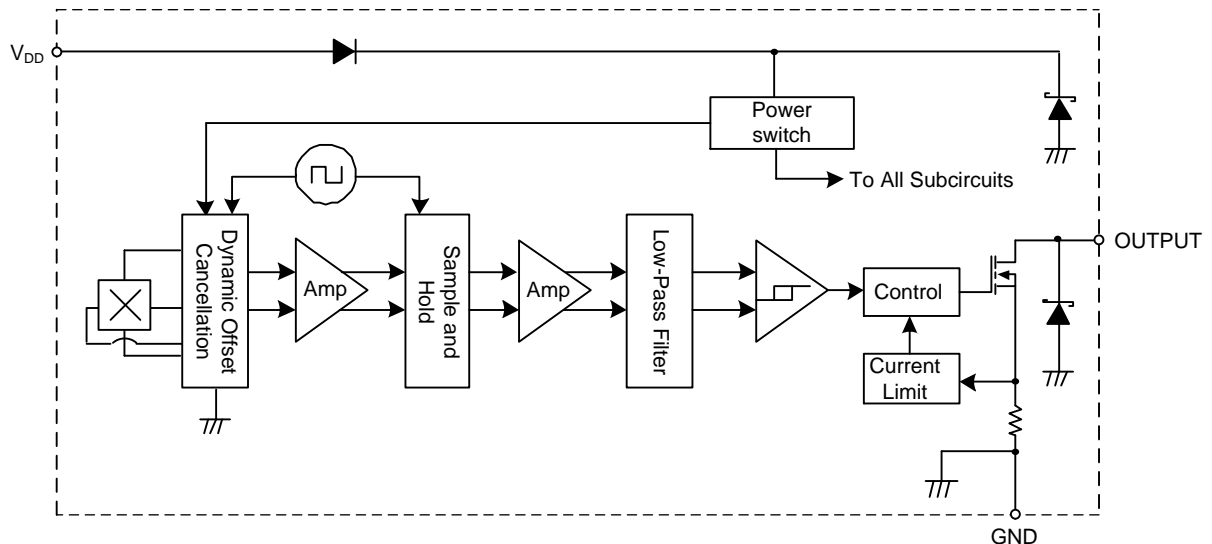 VDD
Power
switch
To All Subcircuits
Dynamic Offset
Cancellation
Amp
Sample and
Hold
Amp
Low-Pass Filter
Control
Current
Limit
OUTPUT
GND